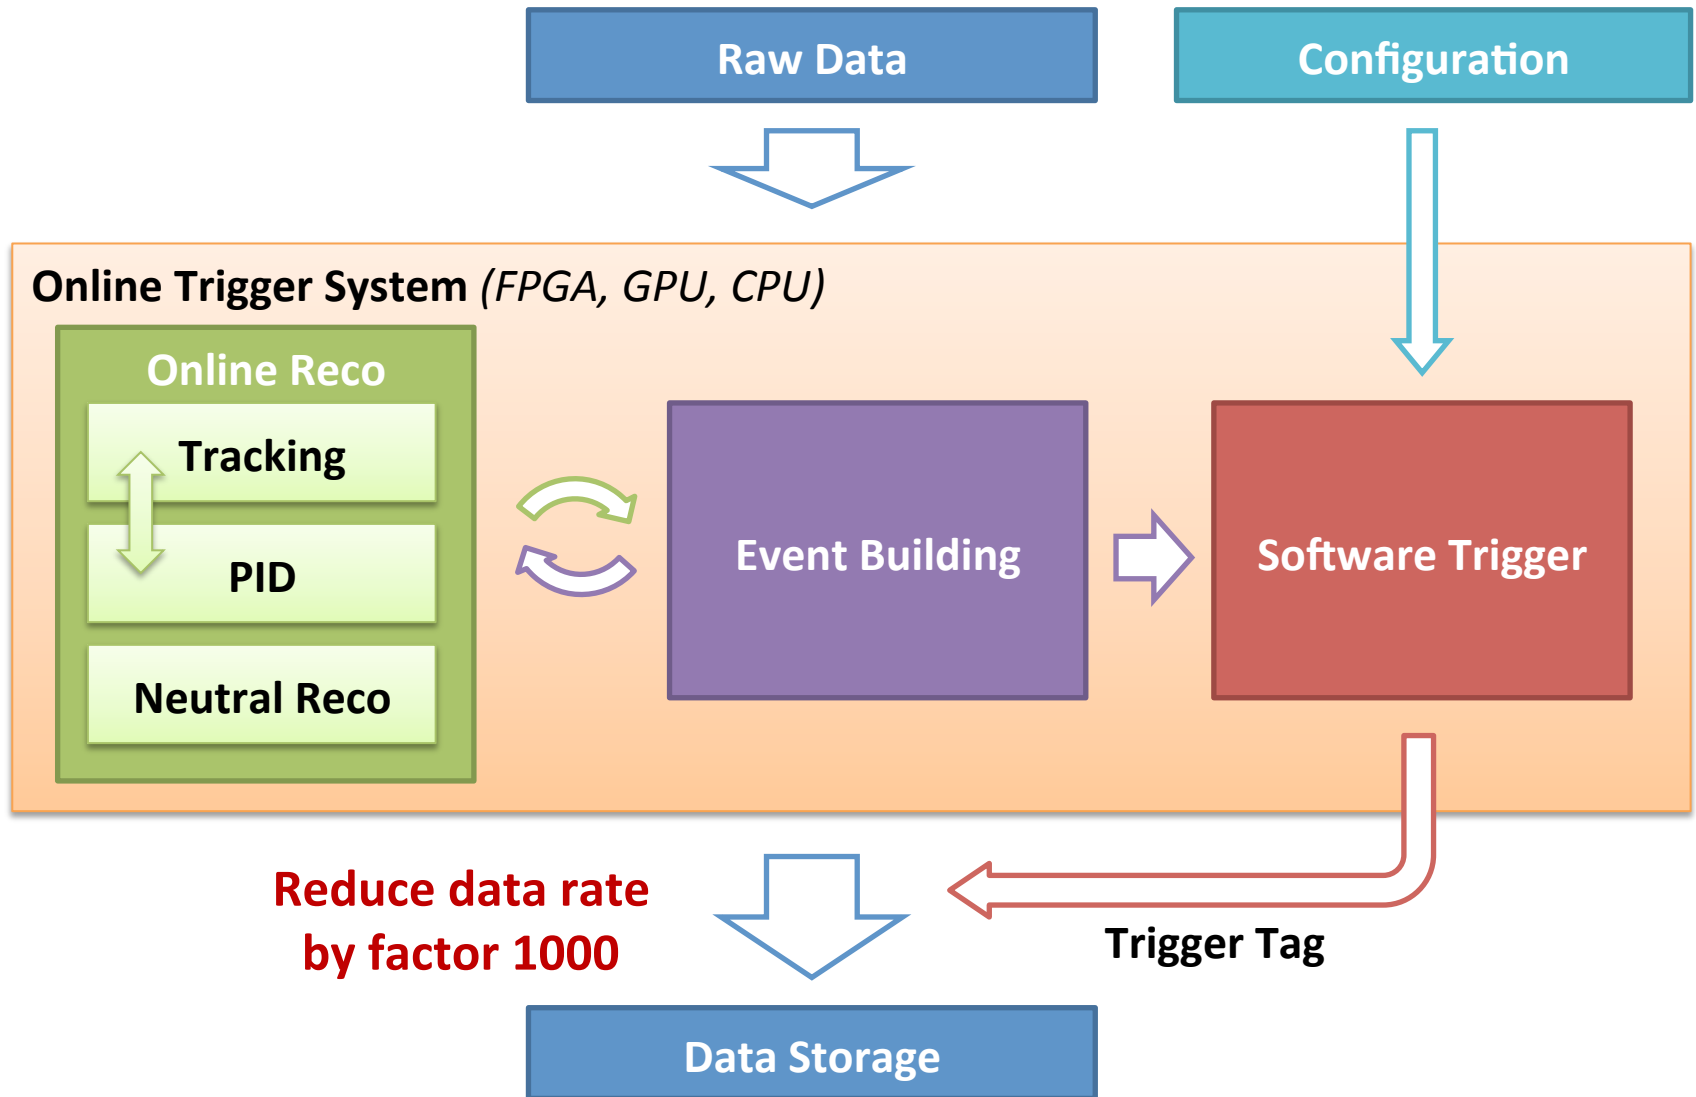 Raw Data
Configuration
Online Trigger System (FPGA, GPU, CPU)
Online Reco
Tracking
PID
Neutral Reco
Event Building
Software Trigger
Reduce data rate
by factor 1000
Trigger Tag
Data Storage